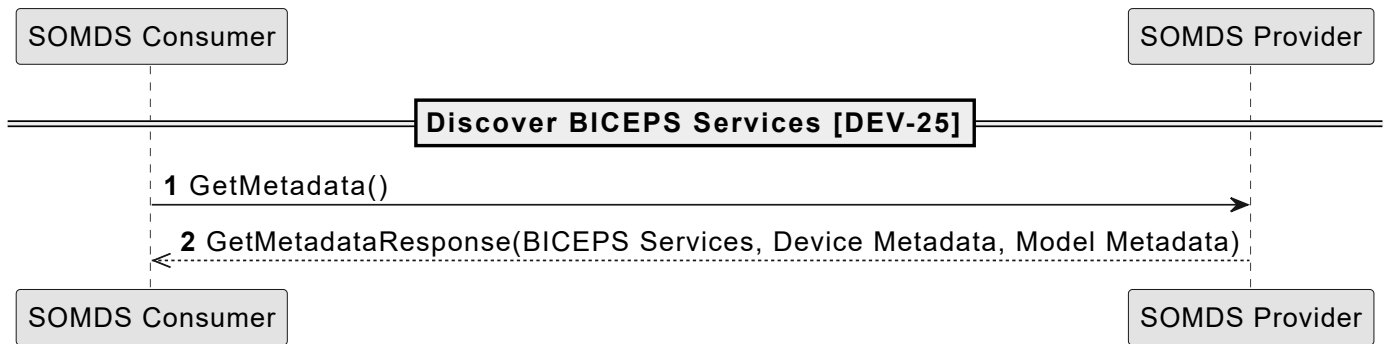 SOMDS Consumer SOMDS Provider
Discover BICEPS Services [DEV-25]
1 GetMetadata()
2 GetMetadataResponse(BICEPS Services, Device Metadata, Model Metadata)
SOMDS Consumer SOMDS Provider